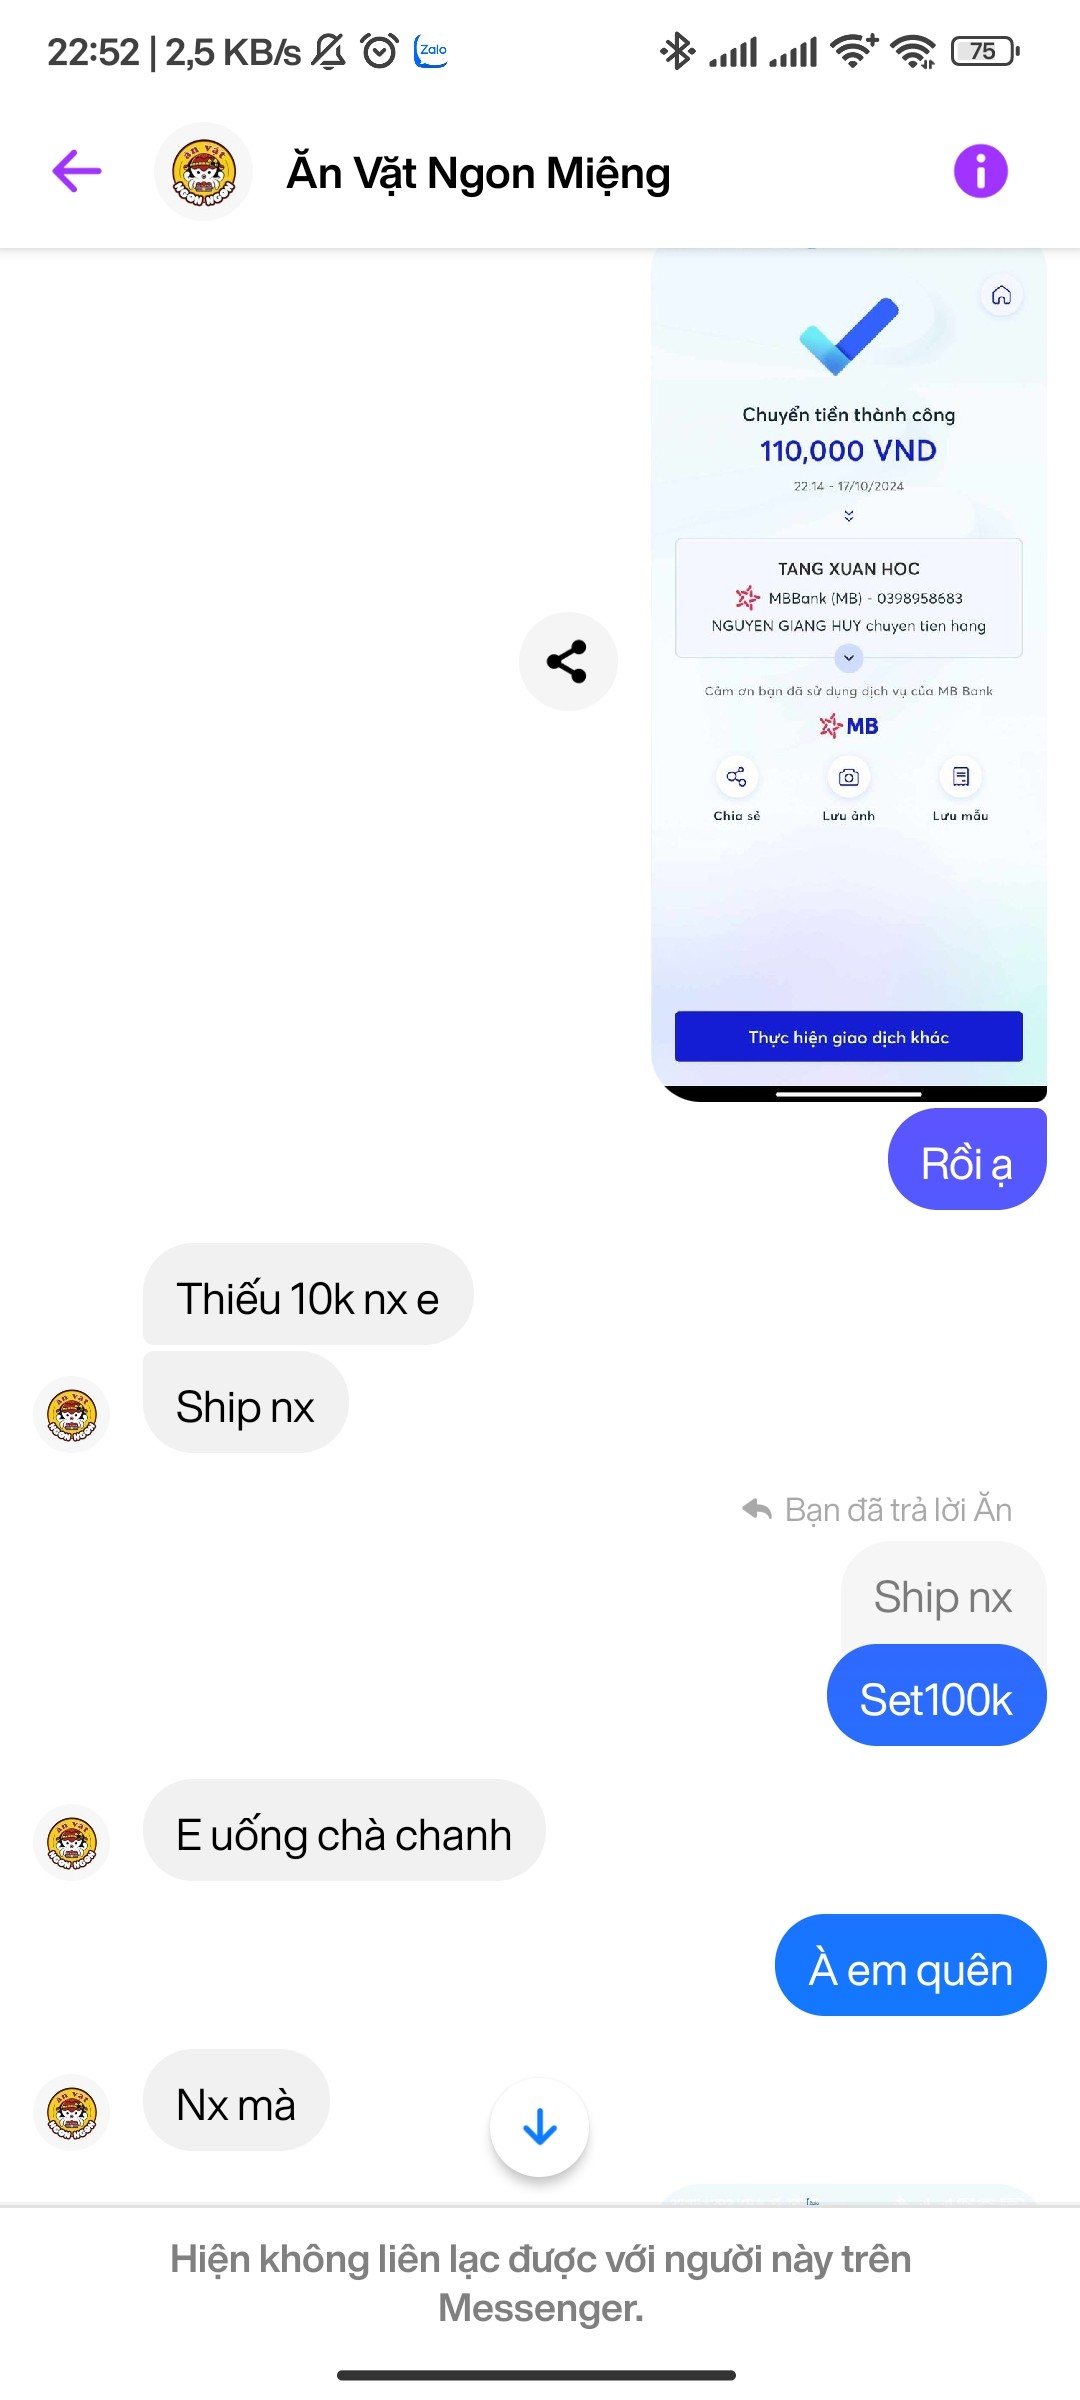 22:52 | 2,5 KB/s Zalo 75
Ăn Vặt Ngon Miệng
Chuyển tiền thành công
110,000 VND
22:14 - 17/10/2024
TANG XUAN HOC
MBBank (MB) - 0398958683
NGUYEN GIANG HUY chuyen tien hang
Cảm ơn bạn đã sử dụng dịch vụ của MB Bank
MB
Chia sẻ Lưu ảnh Lưu mẫu
Thực hiện giao dịch khác
Rồi ạ
Thiếu 10k nx e
Ship nx
Bạn đã trả lời Ăn
Ship nx
Set100k
E uống chà chanh
À em quên
Nx mà
Hiện không liên lạc được với người này trên
Messenger.